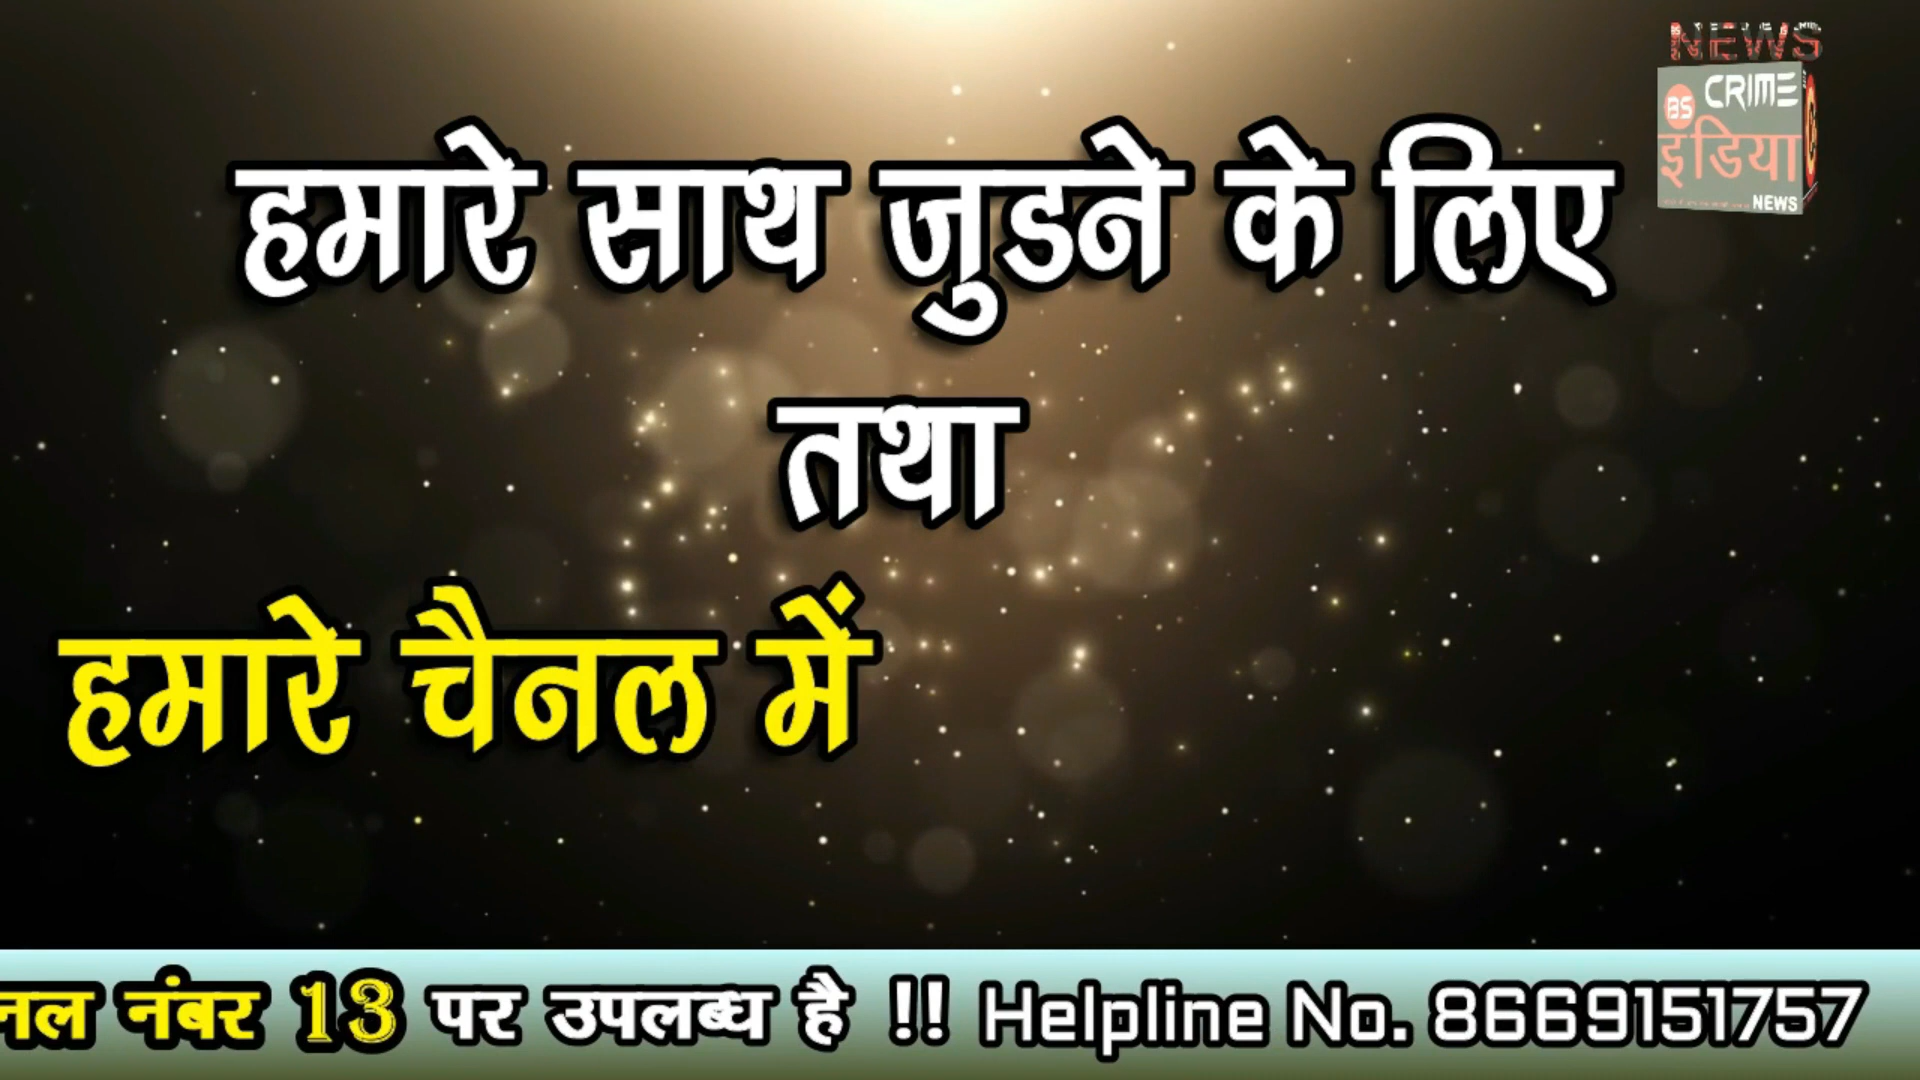 NEWS
BS CRIME
इंडिया
NEWS
हमारे साथ जुडने के लिए
तथा
हमारे चैनल में
नल नंबर 13 पर उपलब्ध है !! Helpline No. 8669151757